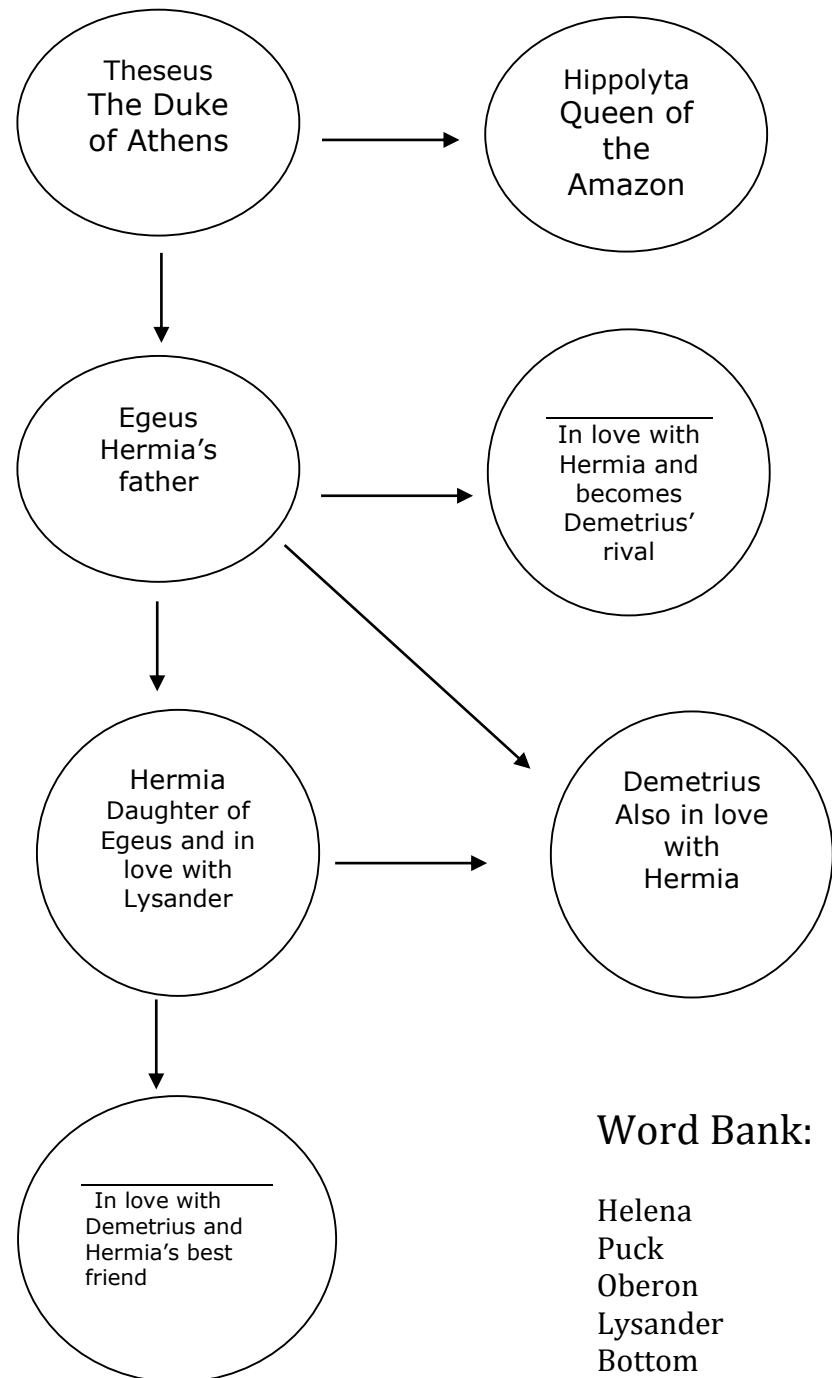 Theseus
The Duke
of Athens
Hippolyta
Queen of
the
Amazon
Egeus
Hermia’s
father
In love with
Hermia and
becomes
Demetrius’
rival
Hermia
Daughter of
Egeus and in
love with
Lysander
Demetrius
Also in love
with
Hermia
In love with
Demetrius and
Hermia’s best
friend
Word Bank:
Helena
Puck
Oberon
Lysander
Bottom